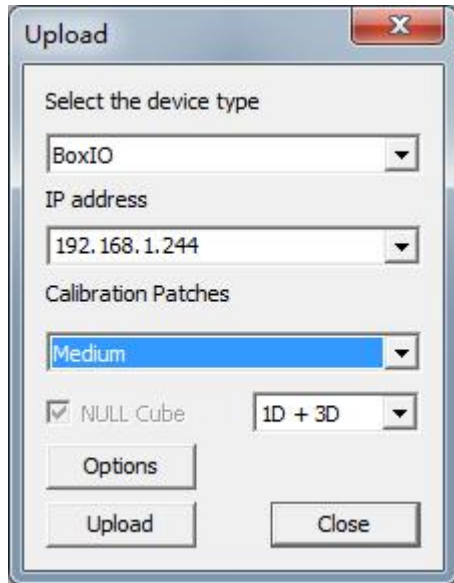 Upload
Select the device type
BoxIO
IP address
192.168.1.244
Calibration Patches
Medium
NULL Cube 1D + 3D
Options
Upload Close